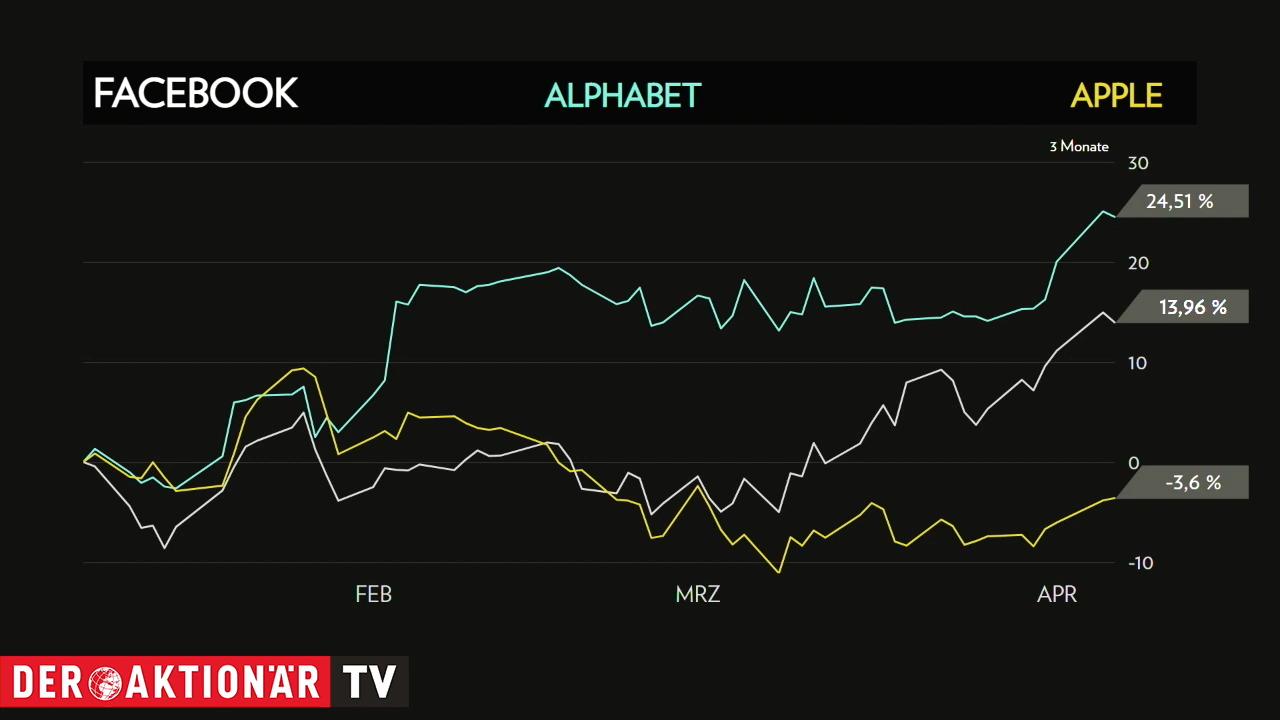 FACEBOOK ALPHABET APPLE
3 Monate
30
24,51 %
20
13,96 %
10
0
-3,6 %
-10
FEB MRZ APR
DER AKTIONÄR TV